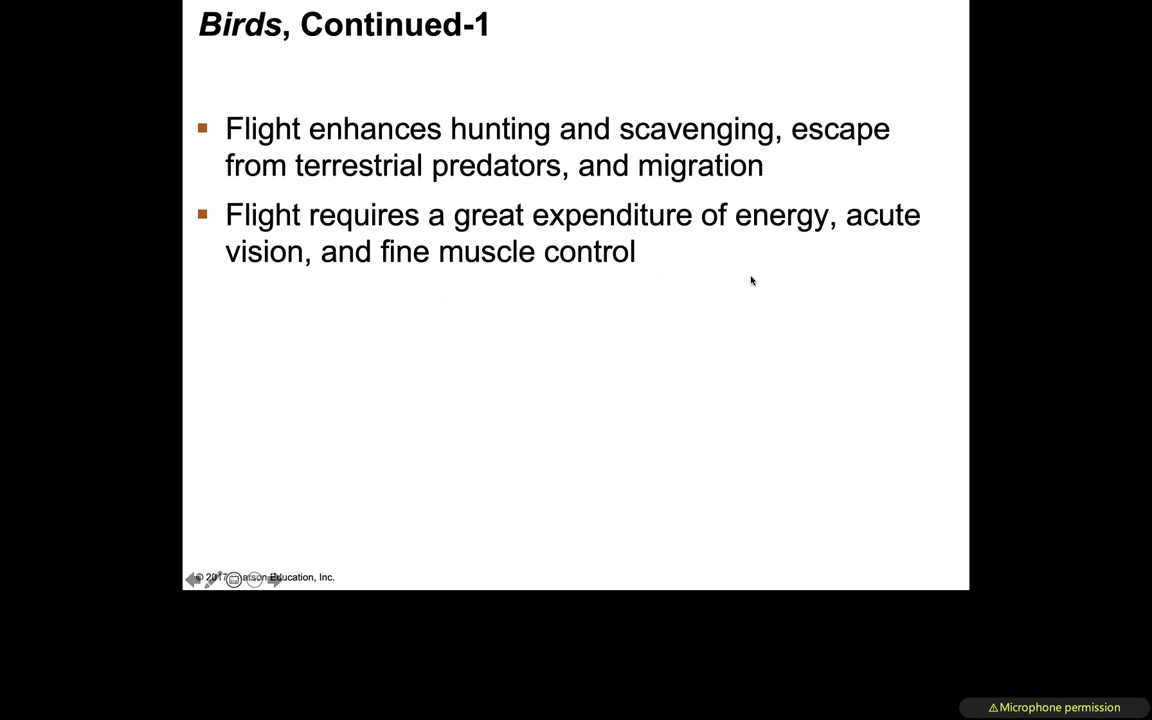 Birds, Continued-1
▪ Flight enhances hunting and scavenging, escape
from terrestrial predators, and migration
▪ Flight requires a great expenditure of energy, acute
vision, and fine muscle control
© 2017 Education, Inc.
⚠Microphone permission